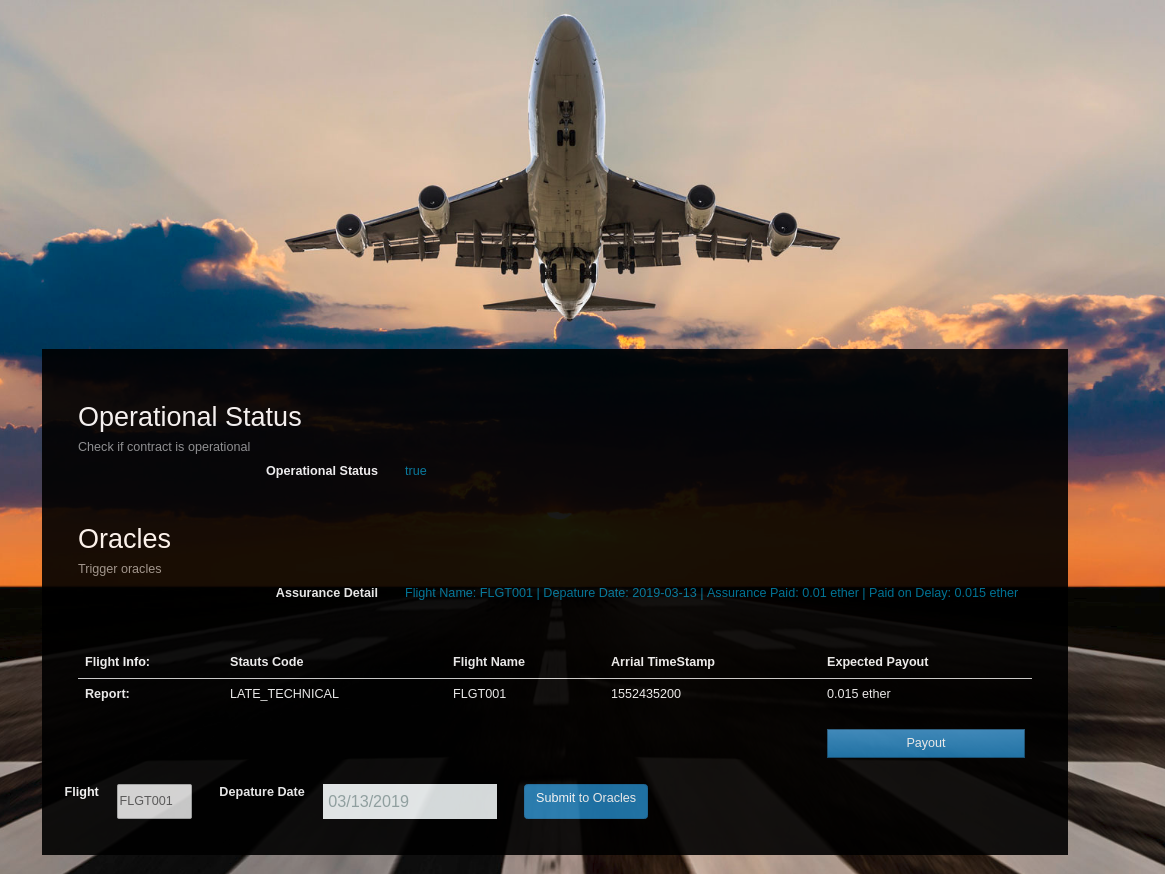 Operational Status
Check if contract is operational
Operational Status true
Oracles
Trigger oracles
Assurance Detail Flight Name: FLGT001 | Depature Date: 2019-03-13 | Assurance Paid: 0.01 ether | Paid on Delay: 0.015 ether
Flight Info: Stauts Code Flight Name Arrial TimeStamp Expected Payout
Report: LATE_TECHNICAL FLGT001 1552435200 0.015 ether
Payout
Flight FLGT001 Depature Date 03/13/2019 Submit to Oracles